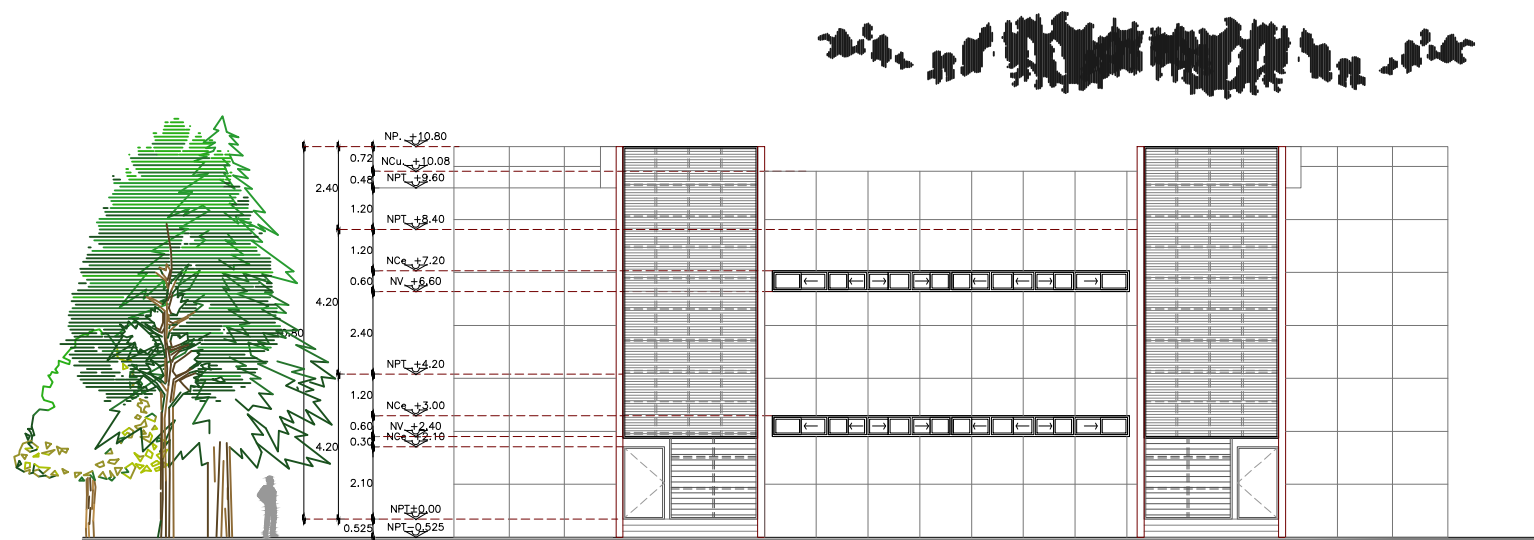 NP. +10.80
0.72
NCu. +10.08
0.48
NPT +9.60
2.40
1.20
NPT +8.40
1.20
NCe +7.20
0.60
NV +6.60
4.20
2.40
NPT +4.20
1.20
NCe +3.00
0.60
NV +2.40
NCe +2.10
0.30
4.20
2.10
NPT±0.00
0.525
NPT-0.525